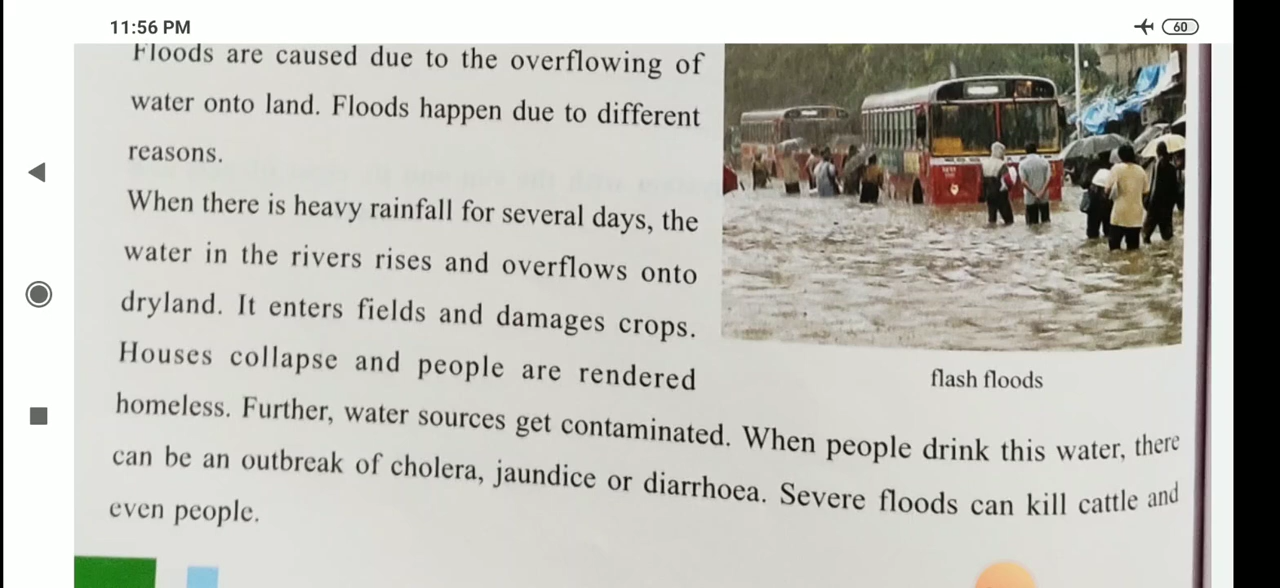 11:56 PM
60
Floods are caused due to the overflowing of
water onto land. Floods happen due to different
reasons.
When there is heavy rainfall for several days, the
water in the rivers rises and overflows onto
dryland. It enters fields and damages crops.
Houses collapse and people are rendered
flash floods
homeless. Further, water sources get contaminated. When people drink this water, there
can be an outbreak of cholera, jaundice or diarrhoea. Severe floods can kill cattle and
even people.